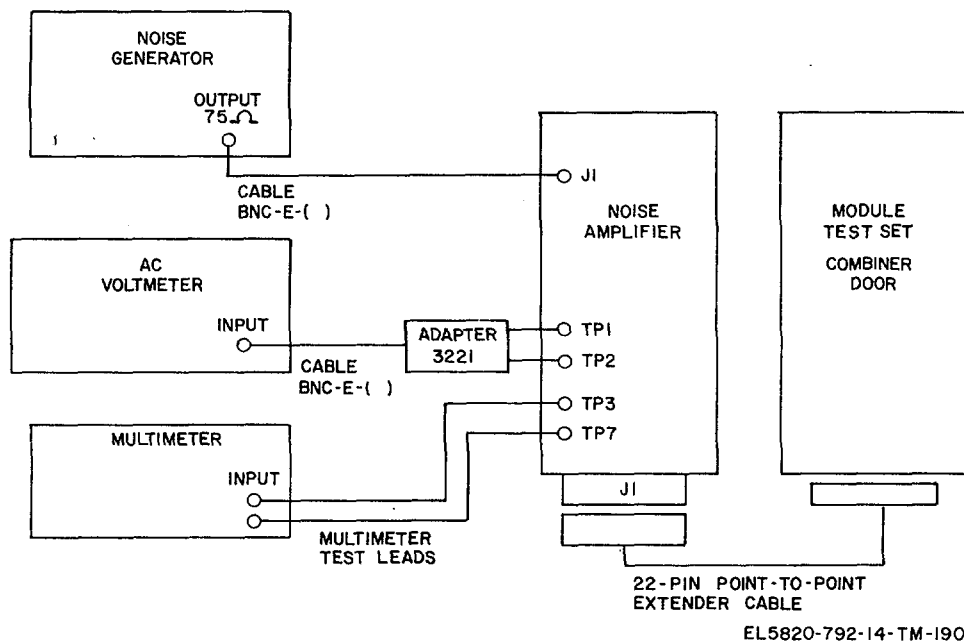 NOISE
GENERATOR
OUTPUT
75Ω
CABLE
BNC-E-( )
J1
NOISE
AMPLIFIER
MODULE
TEST SET
COMBINER
DOOR
AC
VOLTMETER
INPUT
CABLE
BNC-E-( )
ADAPTER
3221
TP1
TP2
TP3
TP7
MULTIMETER
INPUT
MULTIMETER
TEST LEADS
J1
22-PIN POINT-TO-POINT
EXTENDER CABLE
EL5820-792-14-TM-190